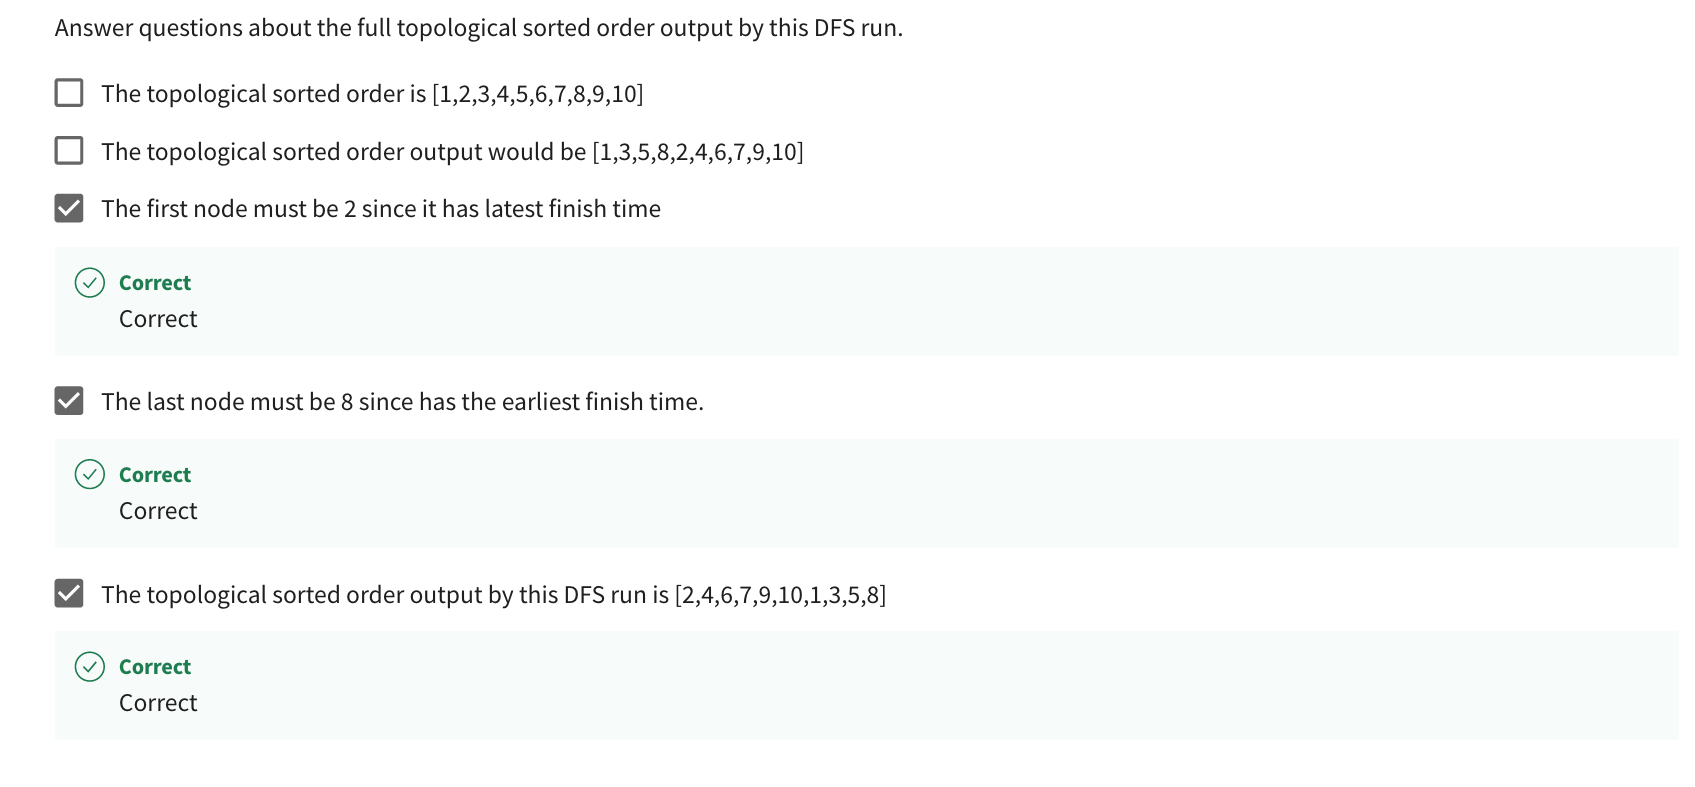 Answer questions about the full topological sorted order output by this DFS run.
The topological sorted order is [1,2,3,4,5,6,7,8,9,10]
The topological sorted order output would be [1,3,5,8,2,4,6,7,9,10]
The first node must be 2 since it has latest finish time
Correct
Correct
The last node must be 8 since has the earliest finish time.
Correct
Correct
The topological sorted order output by this DFS run is [2,4,6,7,9,10,1,3,5,8]
Correct
Correct